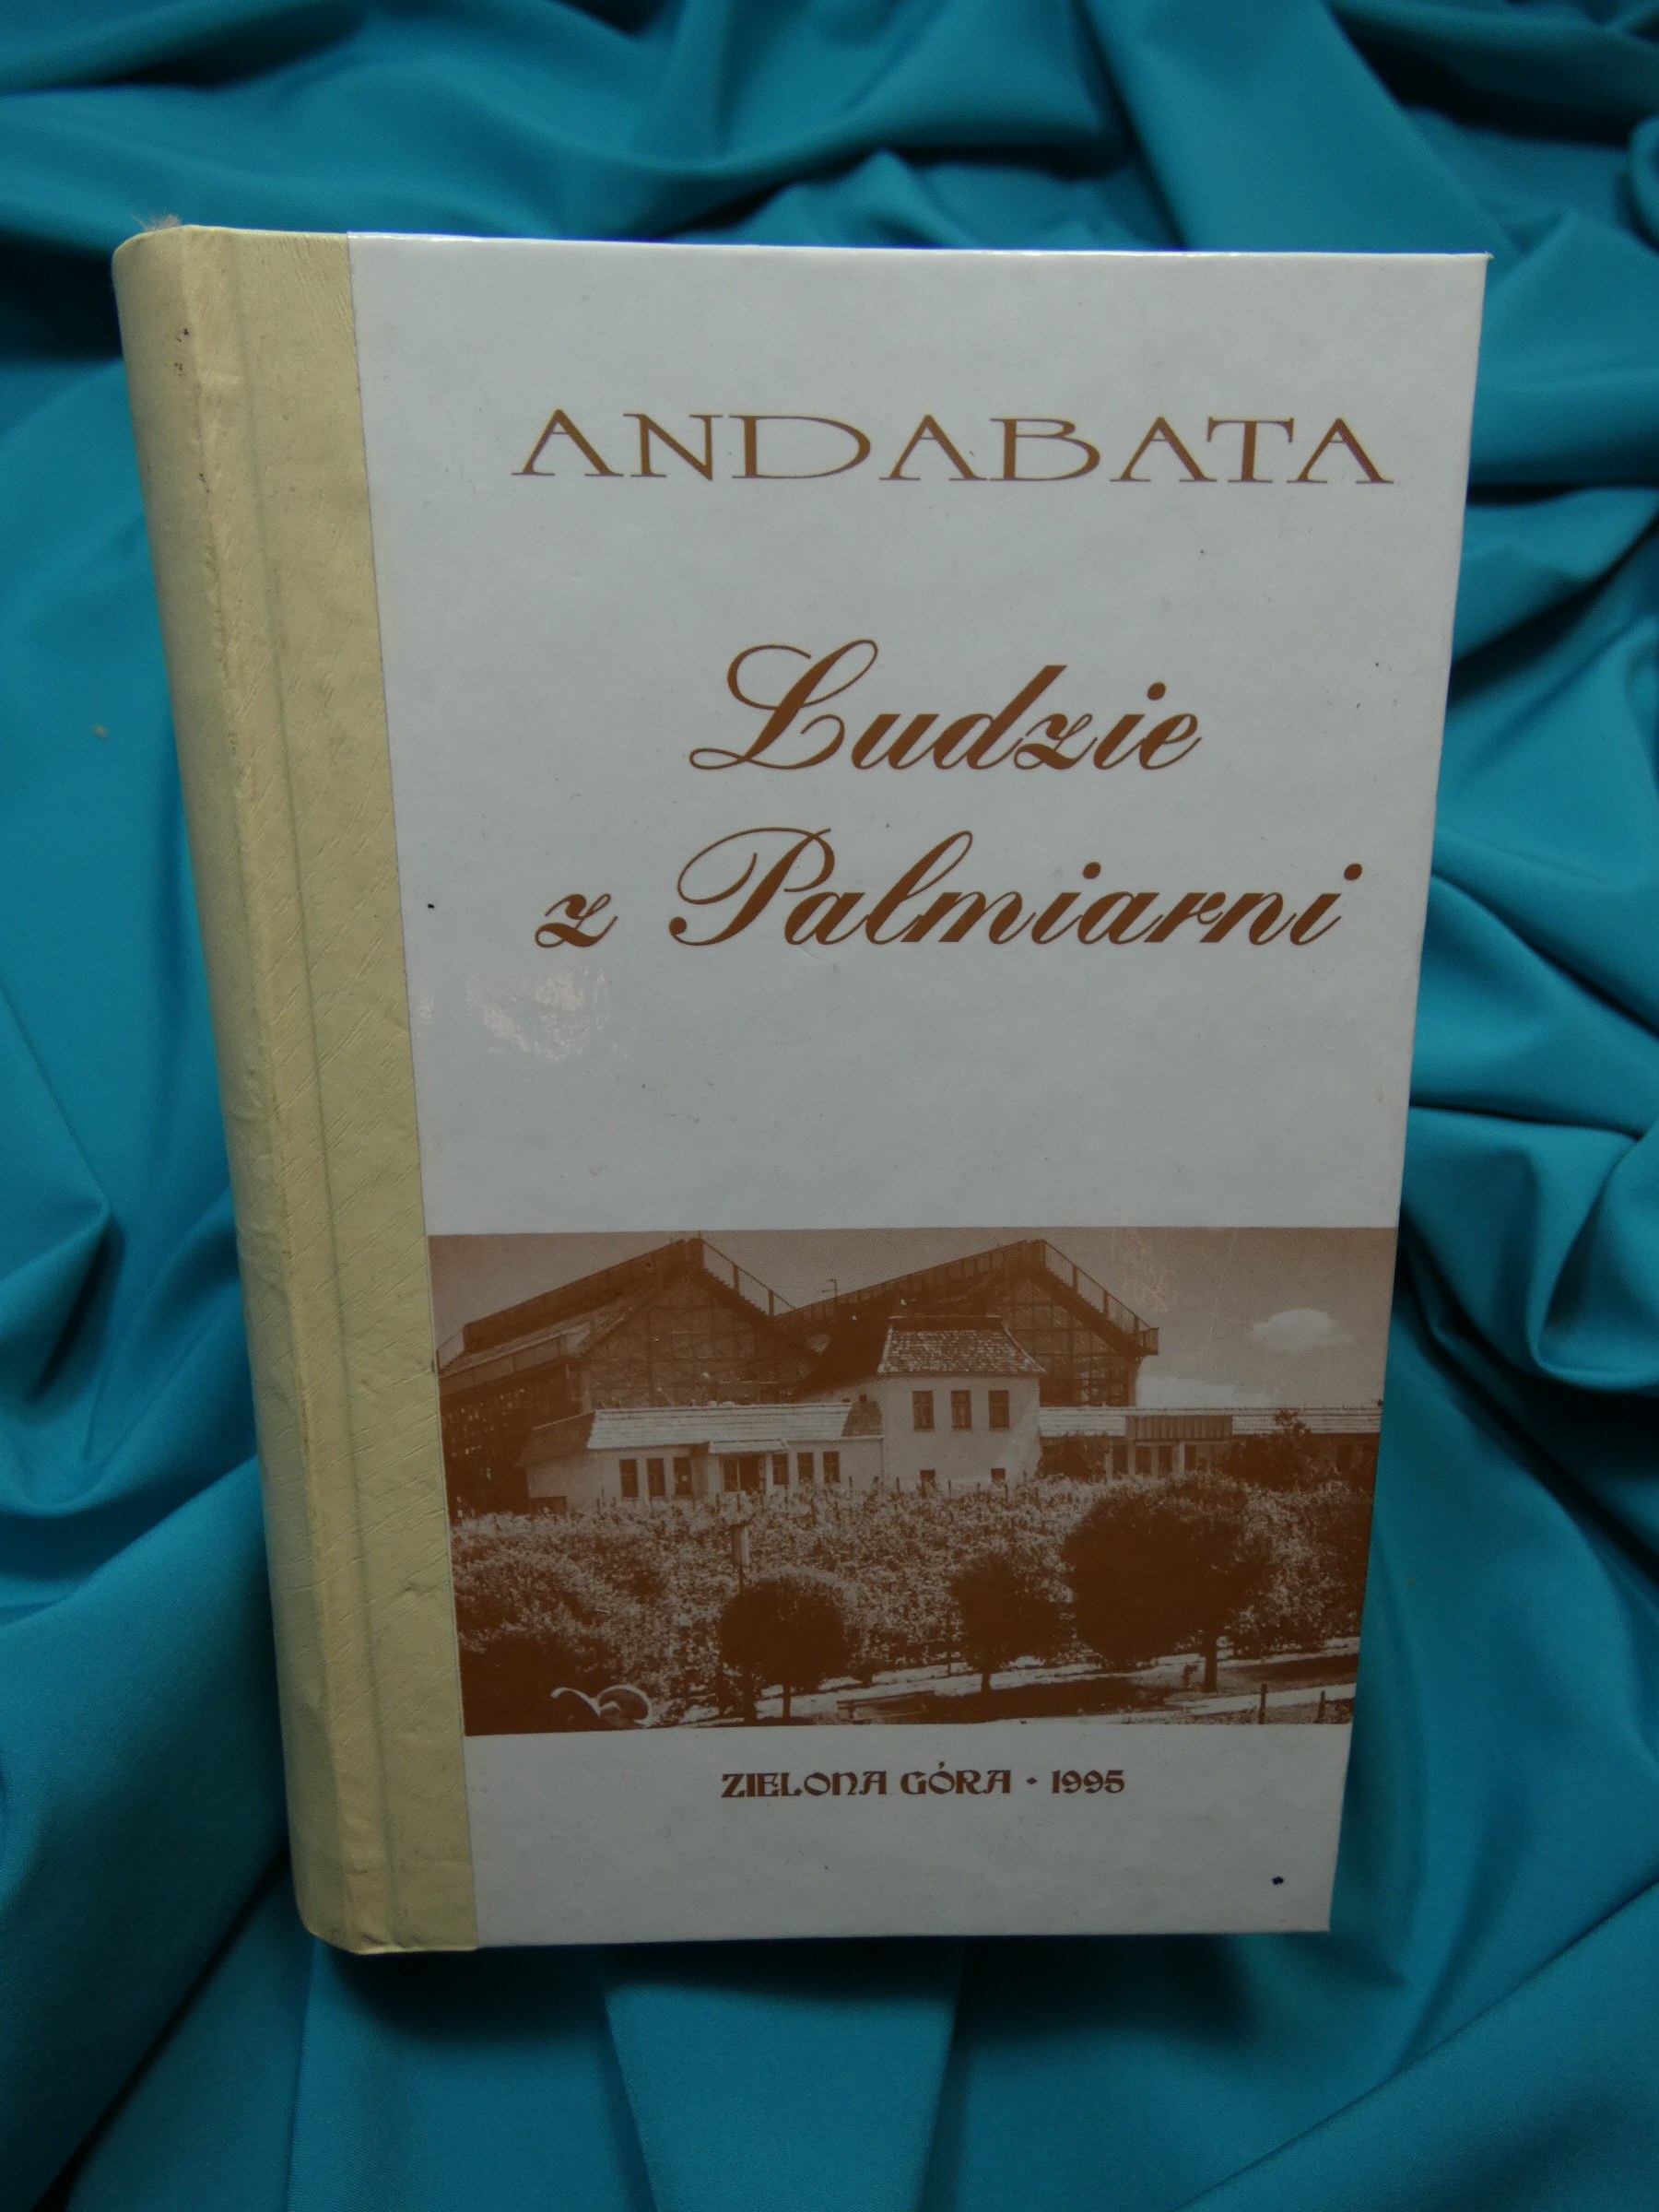 ANDABATA
Ludzie
z Palmiarni
ZIELONA GÓRA • 1995